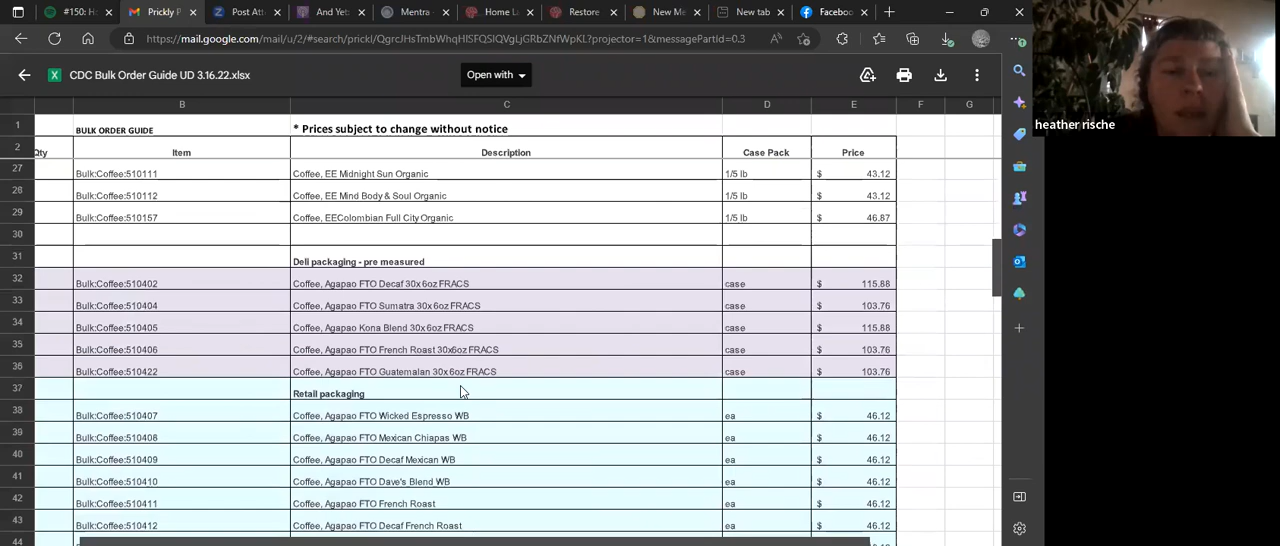 #150: H
Prickly P
Post Att
And Yet
Mentra -
Home La
Restore
New Me
New tab
Faceboo
https://mail.google.com/mail/u/2/#search/prickl/QgrcJHsTmbWhqHlSFQSlQVgLjGRbZNfWpKL?projector=1&messagePartId=0.3
CDC Bulk Order Guide UD 3.16.22.xlsx
Open with
heather rische
B C D E F G
1 BULK ORDER GUIDE * Prices subject to change without notice
2 Qty Item Description Case Pack Price
27 Bulk:Coffee:510111 Coffee, EE Midnight Sun Organic 1/5 lb $ 43.12
28 Bulk:Coffee:510112 Coffee, EE Mind Body & Soul Organic 1/5 lb $ 43.12
29 Bulk:Coffee:510157 Coffee, EEColombian Full City Organic 1/5 lb $ 46.87
30
31 Deli packaging - pre measured
32 Bulk:Coffee:510402 Coffee, Agapao FTO Decaf 30x6oz FRACS case $ 115.88
33 Bulk:Coffee:510404 Coffee, Agapao FTO Sumatra 30x6oz FRACS case $ 103.76
34 Bulk:Coffee:510405 Coffee, Agapao Kona Blend 30x6oz FRACS case $ 115.88
35 Bulk:Coffee:510406 Coffee, Agapao FTO French Roast 30x6oz FRACS case $ 103.76
36 Bulk:Coffee:510422 Coffee, Agapao FTO Guatemalan 30x6oz FRACS case $ 103.76
37 Retail packaging
38 Bulk:Coffee:510407 Coffee, Agapao FTO Wicked Espresso WB ea $ 46.12
39 Bulk:Coffee:510408 Coffee, Agapao FTO Mexican Chiapas WB ea $ 46.12
40 Bulk:Coffee:510409 Coffee, Agapao FTO Decaf Mexican WB ea $ 46.12
41 Bulk:Coffee:510410 Coffee, Agapao FTO Dave's Blend WB ea $ 46.12
42 Bulk:Coffee:510411 Coffee, Agapao FTO French Roast ea $ 46.12
43 Bulk:Coffee:510412 Coffee, Agapao FTO Decaf French Roast ea $ 46.12
44